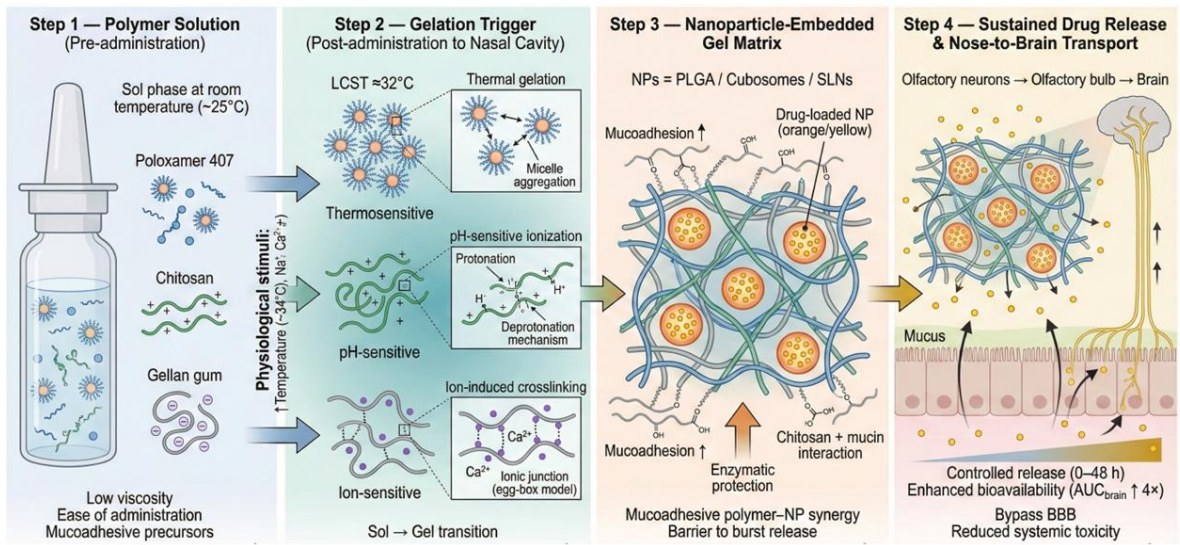 Step 1 — Polymer Solution
(Pre-administration)
Sol phase at room
temperature (~25°C)
Poloxamer 407
Chitosan
Gellan gum
Low viscosity
Ease of administration
Mucoadhesive precursors
Physiological stimuli:
↑Temperature (~34°C), Na⁺, Ca²⁺
Step 2 — Gelation Trigger
(Post-administration to Nasal Cavity)
LCST ≈32°C
Thermal gelation
Micelle
aggregation
Thermosensitive
pH-sensitive ionization
Protonation
H⁺
Deprotonation
mechanism
pH-sensitive
Ion-induced crosslinking
Ca²⁺
Ca²⁺
Ionic junction
(egg-box model)
Ion-sensitive
Sol → Gel transition
Step 3 — Nanoparticle-Embedded
Gel Matrix
NPs = PLGA / Cubosomes / SLNs
Drug-loaded NP
(orange/yellow)
Mucoadhesion ↑
Mucoadhesion ↑
Chitosan + mucin
interaction
Enzymatic
protection
Mucoadhesive polymer–NP synergy
Barrier to burst release
Step 4 — Sustained Drug Release
& Nose-to-Brain Transport
Olfactory neurons → Olfactory bulb → Brain
Mucus
Controlled release (0–48 h)
Enhanced bioavailability (AUCbrain ↑ 4×)
Bypass BBB
Reduced systemic toxicity